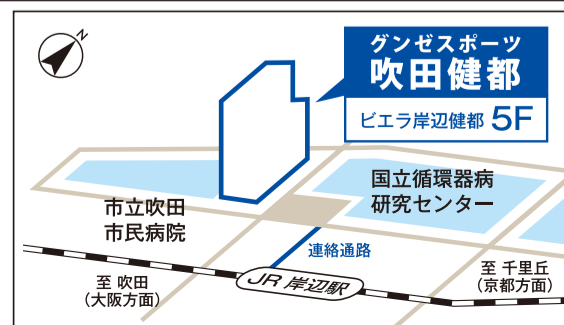 N
グンゼスポーツ
吹田健都
ビエラ岸辺健都 5F
国立循環器病
研究センター
市立吹田
市民病院
連絡通路
至 吹田
（大阪方面）
JR 岸辺駅
至 千里丘
（京都方面）